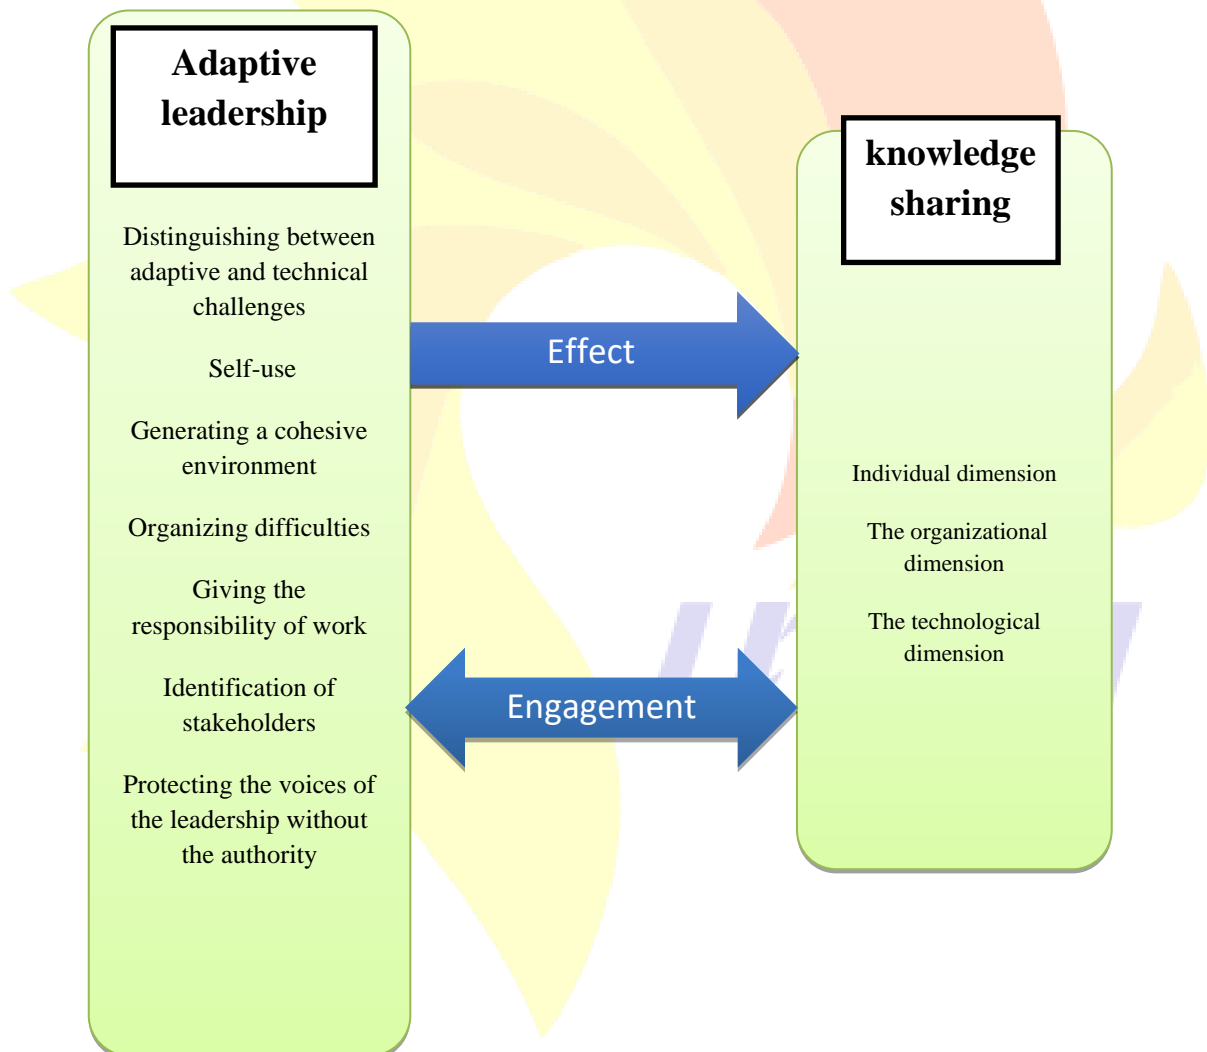 Adaptive
leadership
Distinguishing between
adaptive and technical
challenges
Self-use
Generating a cohesive
environment
Organizing difficulties
Giving the
responsibility of work
Identification of
stakeholders
Protecting the voices of
the leadership without
the authority
Effect
Engagement
knowledge
sharing
Individual dimension
The organizational
dimension
The technological
dimension